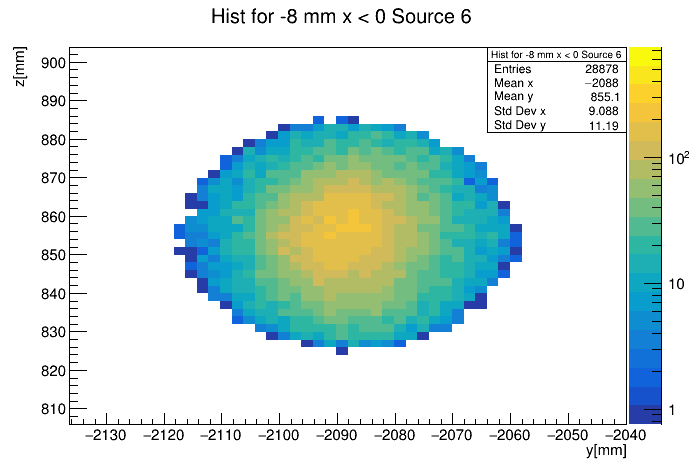 Hist for -8 mm x < 0 Source 6
z[mm]
Hist for -8 mm x < 0 Source 6
Entries 28878
Mean x −2088
Mean y 855.1
Std Dev x 9.088
Std Dev y 11.19
900
890
880
870
860
850
840
830
820
810
10²
10
1
−2130 −2120 −2110 −2100 −2090 −2080 −2070 −2060 −2050 −2040
y[mm]